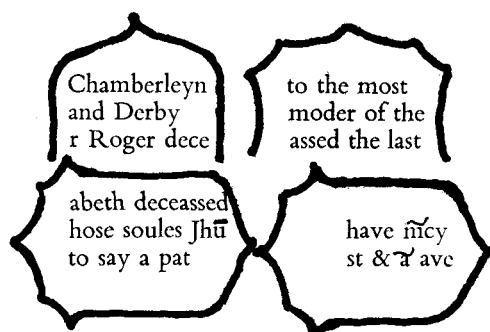 Chamberleyn
and Derby
r Roger dece
to the most
moder of the
assed the last
abeth deceassed
hose soules Jhū
to say a pat
have m̃cy
st & a᷉ ave